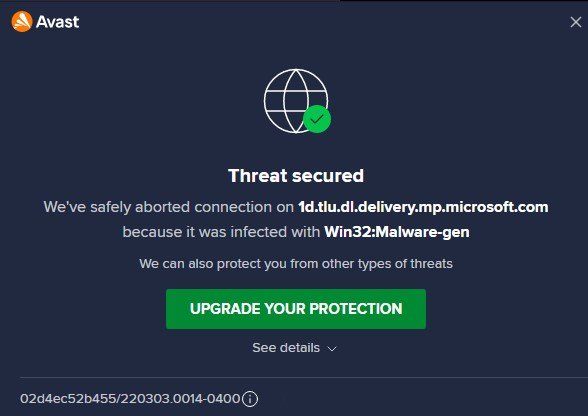 Avast
Threat secured
We've safely aborted connection on 1d.tlu.dl.delivery.mp.microsoft.com
because it was infected with Win32:Malware-gen
We can also protect you from other types of threats
UPGRADE YOUR PROTECTION
See details
02d4ec52b455/220303.0014-0400